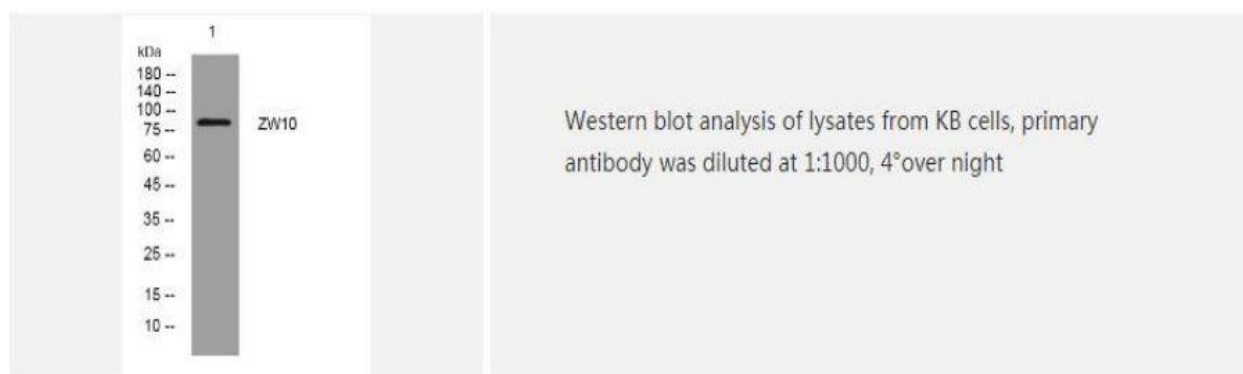 1
kDa
180 --
140 --
100 --
75 -- ZW10
60 --
45 --
35 --
25 --
15 --
10 --
Western blot analysis of lysates from KB cells, primary
antibody was diluted at 1:1000, 4°over night